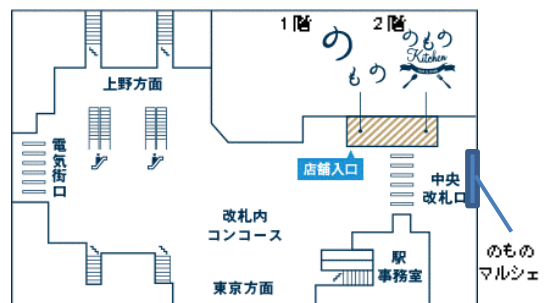 1階
2階
のもの
のもの
Kitchen
上野方面
電気街口
店舗入口
中央
改札口
改札内
コンコース
駅
事務室
東京方面
のもの
マルシェ